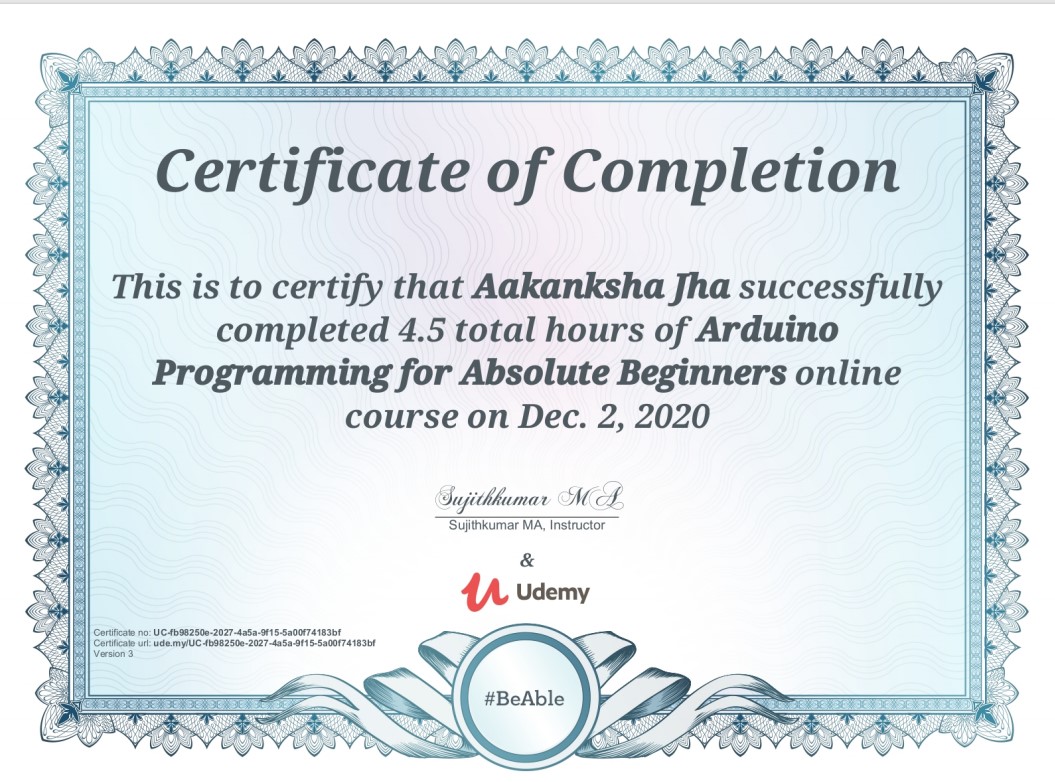 Certificate of Completion
This is to certify that Aakanksha Jha successfully
completed 4.5 total hours of Arduino
Programming for Absolute Beginners online
course on Dec. 2, 2020
Sujithkumar MA
Sujithkumar MA, Instructor
&
Udemy
Certificate no: UC-fb98250e-2027-4a5a-9f15-5a00f74183bf
Certificate url: ude.my/UC-fb98250e-2027-4a5a-9f15-5a00f74183bf
Version 3
#BeAble